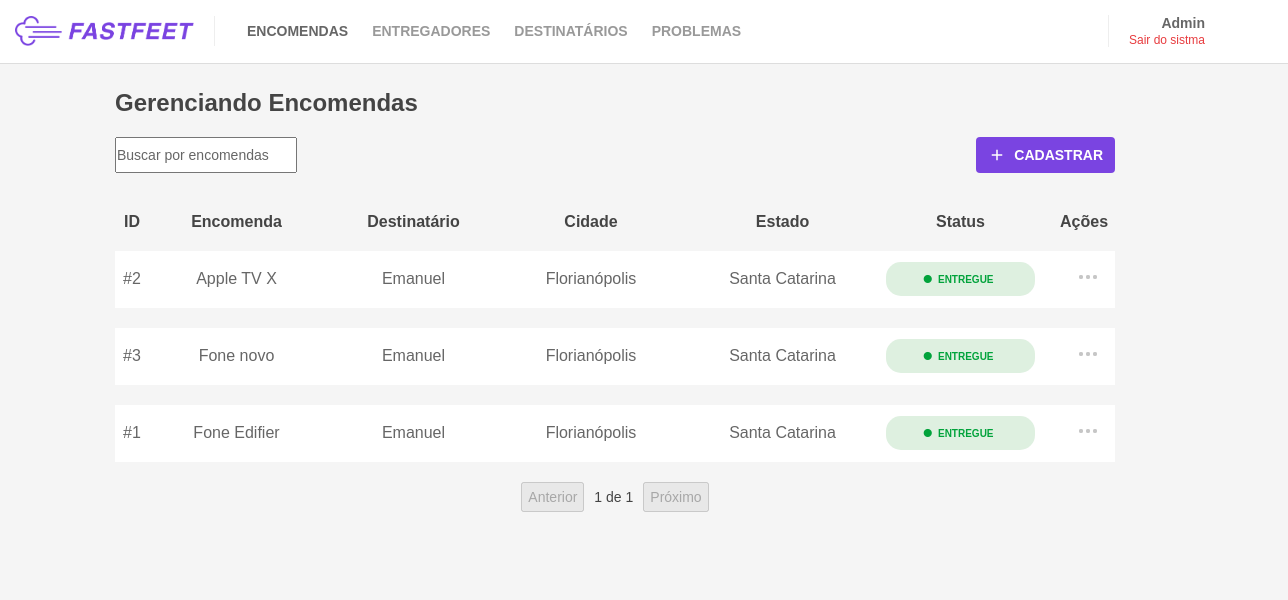 FASTFEET ENCOMENDAS ENTREGADORES DESTINATÁRIOS PROBLEMAS Admin
Sair do sistma
Gerenciando Encomendas
Buscar por encomendas + CADASTRAR
ID Encomenda Destinatário Cidade Estado Status Ações
#2 Apple TV X Emanuel Florianópolis Santa Catarina ENTREGUE
#3 Fone novo Emanuel Florianópolis Santa Catarina ENTREGUE
#1 Fone Edifier Emanuel Florianópolis Santa Catarina ENTREGUE
Anterior 1 de 1 Próximo